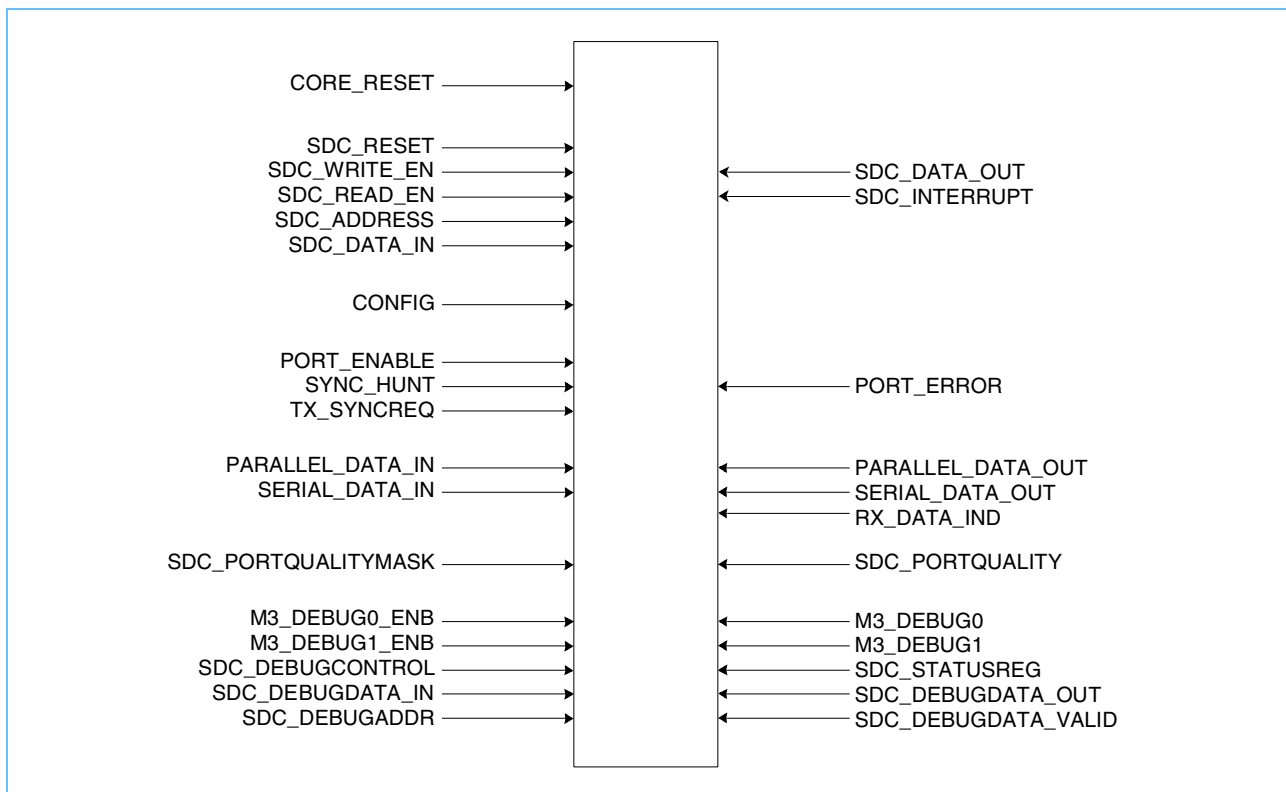 CORE_RESET
SDC_RESET
SDC_WRITE_EN
SDC_READ_EN
SDC_ADDRESS
SDC_DATA_IN
CONFIG
PORT_ENABLE
SYNC_HUNT
TX_SYNCREQ
PARALLEL_DATA_IN
SERIAL_DATA_IN
SDC_PORTQUALITYMASK
M3_DEBUG0_ENB
M3_DEBUG1_ENB
SDC_DEBUGCONTROL
SDC_DEBUGDATA_IN
SDC_DEBUGADDR
SDC_DATA_OUT
SDC_INTERRUPT
PORT_ERROR
PARALLEL_DATA_OUT
SERIAL_DATA_OUT
RX_DATA_IND
SDC_PORTQUALITY
M3_DEBUG0
M3_DEBUG1
SDC_STATUSREG
SDC_DEBUGDATA_OUT
SDC_DEBUGDATA_VALID